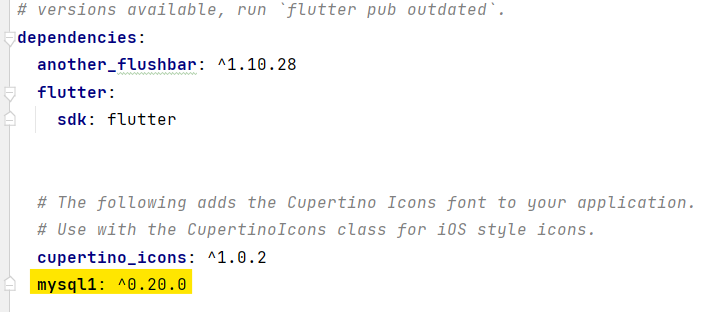 # versions available, run `flutter pub outdated`.
dependencies:
another_flushbar: ^1.10.28
flutter:
sdk: flutter
# The following adds the Cupertino Icons font to your application.
# Use with the CupertinoIcons class for iOS style icons.
cupertino_icons: ^1.0.2
mysql1: ^0.20.0